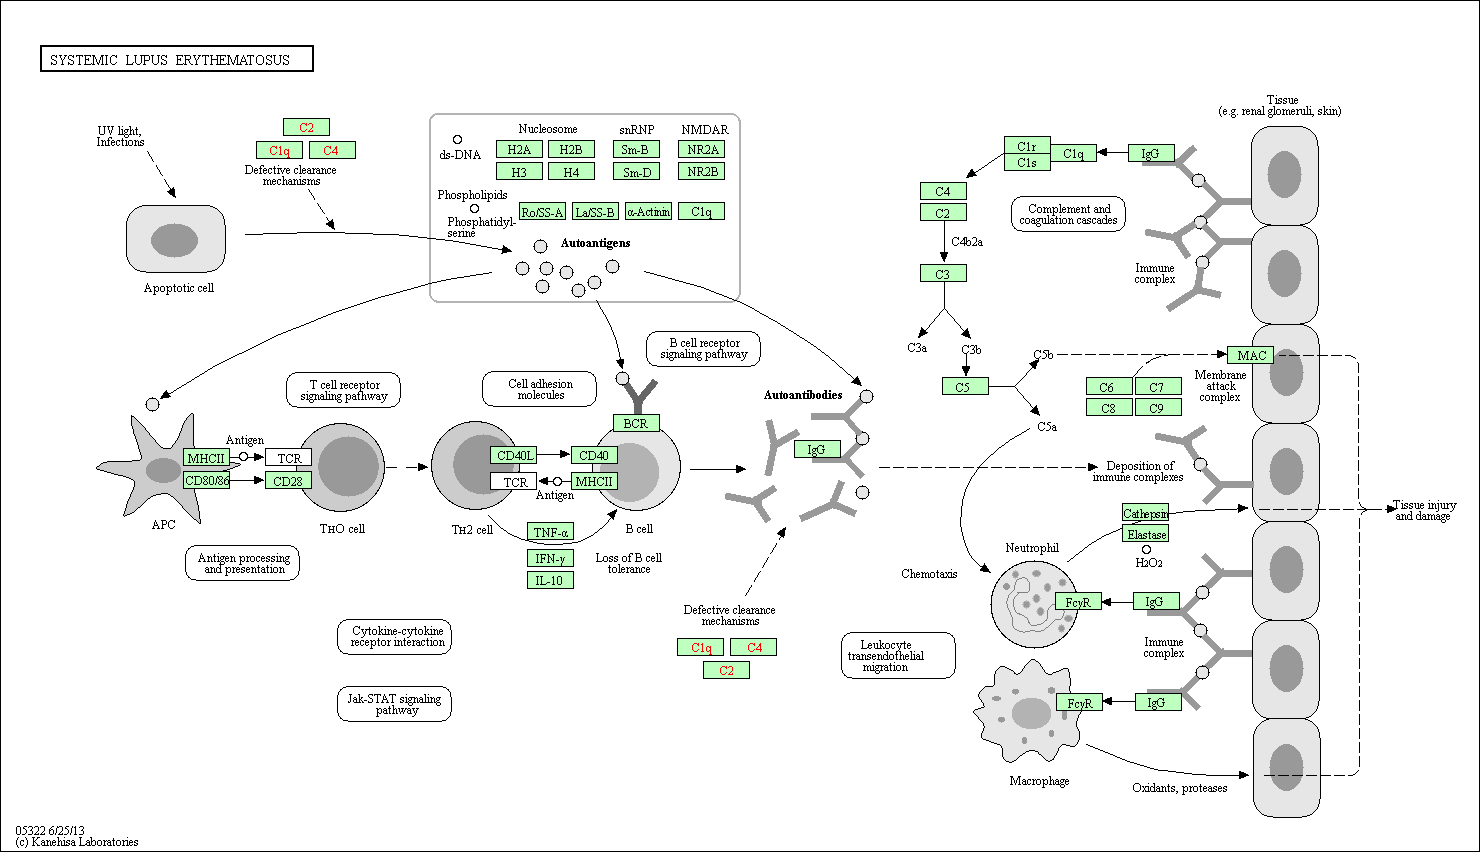 SYSTEMIC LUPUS ERYTHEMATOSUS
UV light,
Infections
C2
C1q
C4
Defective clearance
mechanisms
Apoptotic cell
ds-DNA
Nucleosome
snRNP
NMDAR
H2A
H2B
Sm-B
NR2A
H3
H4
Sm-D
NR2B
Phospholipids
Phosphatidyl-
serine
Ro/SS-A
La/SS-B
α-Actinin
C1q
Autoantigens
Tissue
(e.g. renal glomeruli, skin)
C1r
C1s
C1q
IgG
C4
C2
C4b2a
C3
Complement and
coagulation cascades
Immune
complex
C3a
C3b
C5
C5b
C5a
MAC
Membrane
attack
complex
C6
C7
C8
C9
B cell receptor
signaling pathway
T cell receptor
signaling pathway
Cell adhesion
molecules
BCR
Antigen
MHCII
TCR
CD80/86
CD28
APC
TH0 cell
CD40L
CD40
TCR
MHCII
Antigen
TH2 cell
B cell
TNF-α
IFN-γ
IL-10
Loss of B cell
tolerance
Autoantibodies
IgG
Antigen processing
and presentation
Cytokine-cytokine
receptor interaction
Jak-STAT signaling
pathway
Defective clearance
mechanisms
C1q
C4
C2
Leukocyte
transendothelial
migration
Deposition of
immune complexes
Cathepsin
Elastase
H2O2
Tissue injury
and damage
Neutrophil
Chemotaxis
FcγR
IgG
Immune
complex
FcγR
IgG
Macrophage
Oxidants, proteases
05322 6/25/13
(c) Kanehisa Laboratories